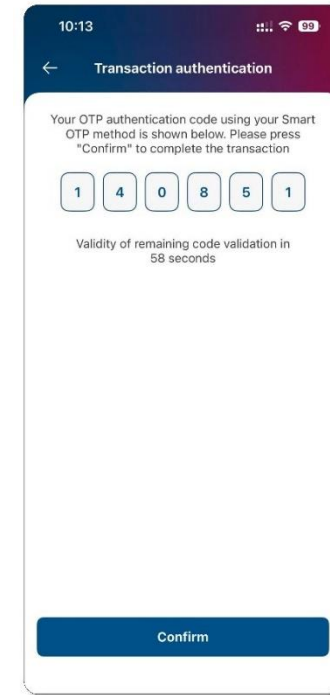 10:13
99
Transaction authentication
Your OTP authentication code using your Smart
OTP method is shown below. Please press
"Confirm" to complete the transaction
1 4 0 8 5 1
Validity of remaining code validation in
58 seconds
Confirm